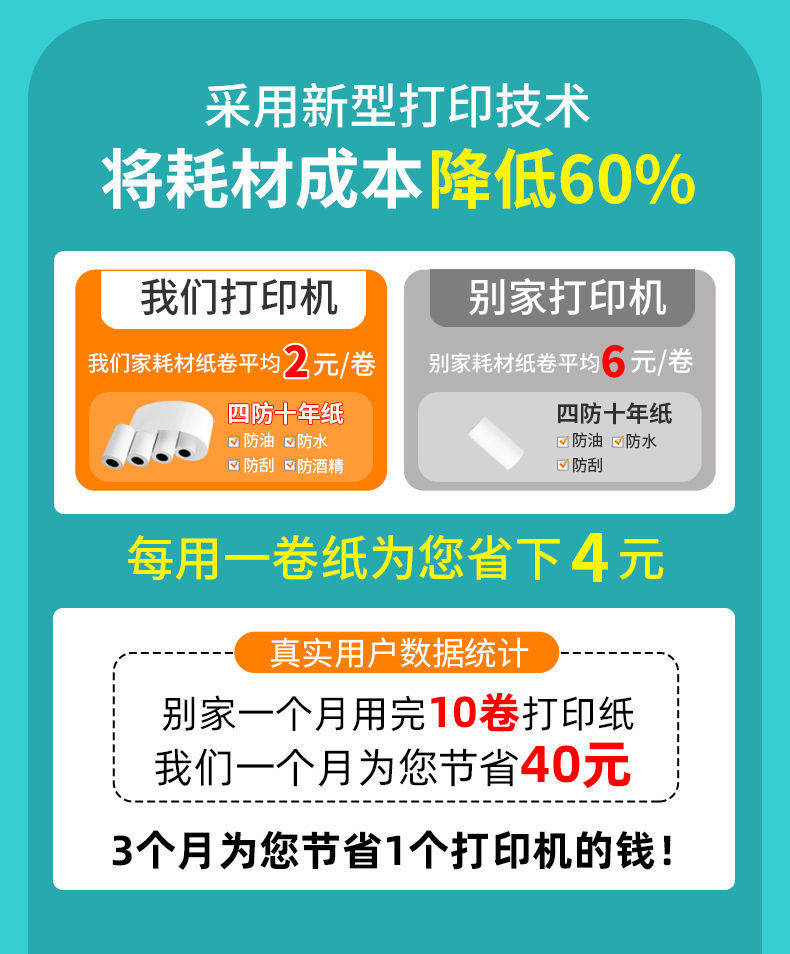 采用新型打印技术
将耗材成本降低60%
我们打印机
我们家耗材纸卷平均2元/卷
四防十年纸
防油 防水
防刮 防酒精
别家打印机
别家耗材纸卷平均6元/卷
四防十年纸
防油 防水
防刮
每用一卷纸为您省下4元
真实用户数据统计
别家一个月用完10卷打印纸
我们一个月为您节省40元
3个月为您节省1个打印机的钱!